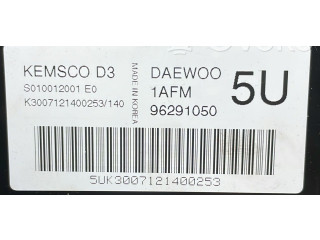 KEMSCO D3
S010012001 E0
K3007121400253/140
MADE IN KOREA
DAEWOO
1AFM
96291050
5U
5UK3007121400253